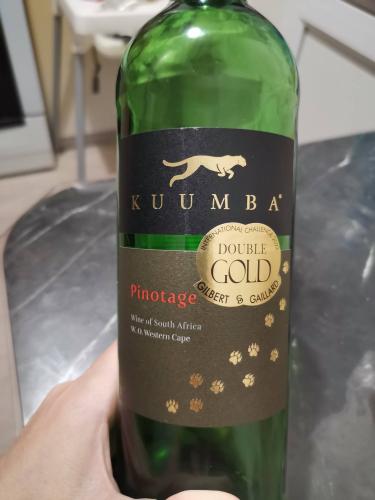 KUUMBA®
INTERNATIONAL CHALLENGE
DOUBLE
GOLD
GILBERT & GAILLARD
Pinotage
Wine of South Africa
W.O. Western Cape